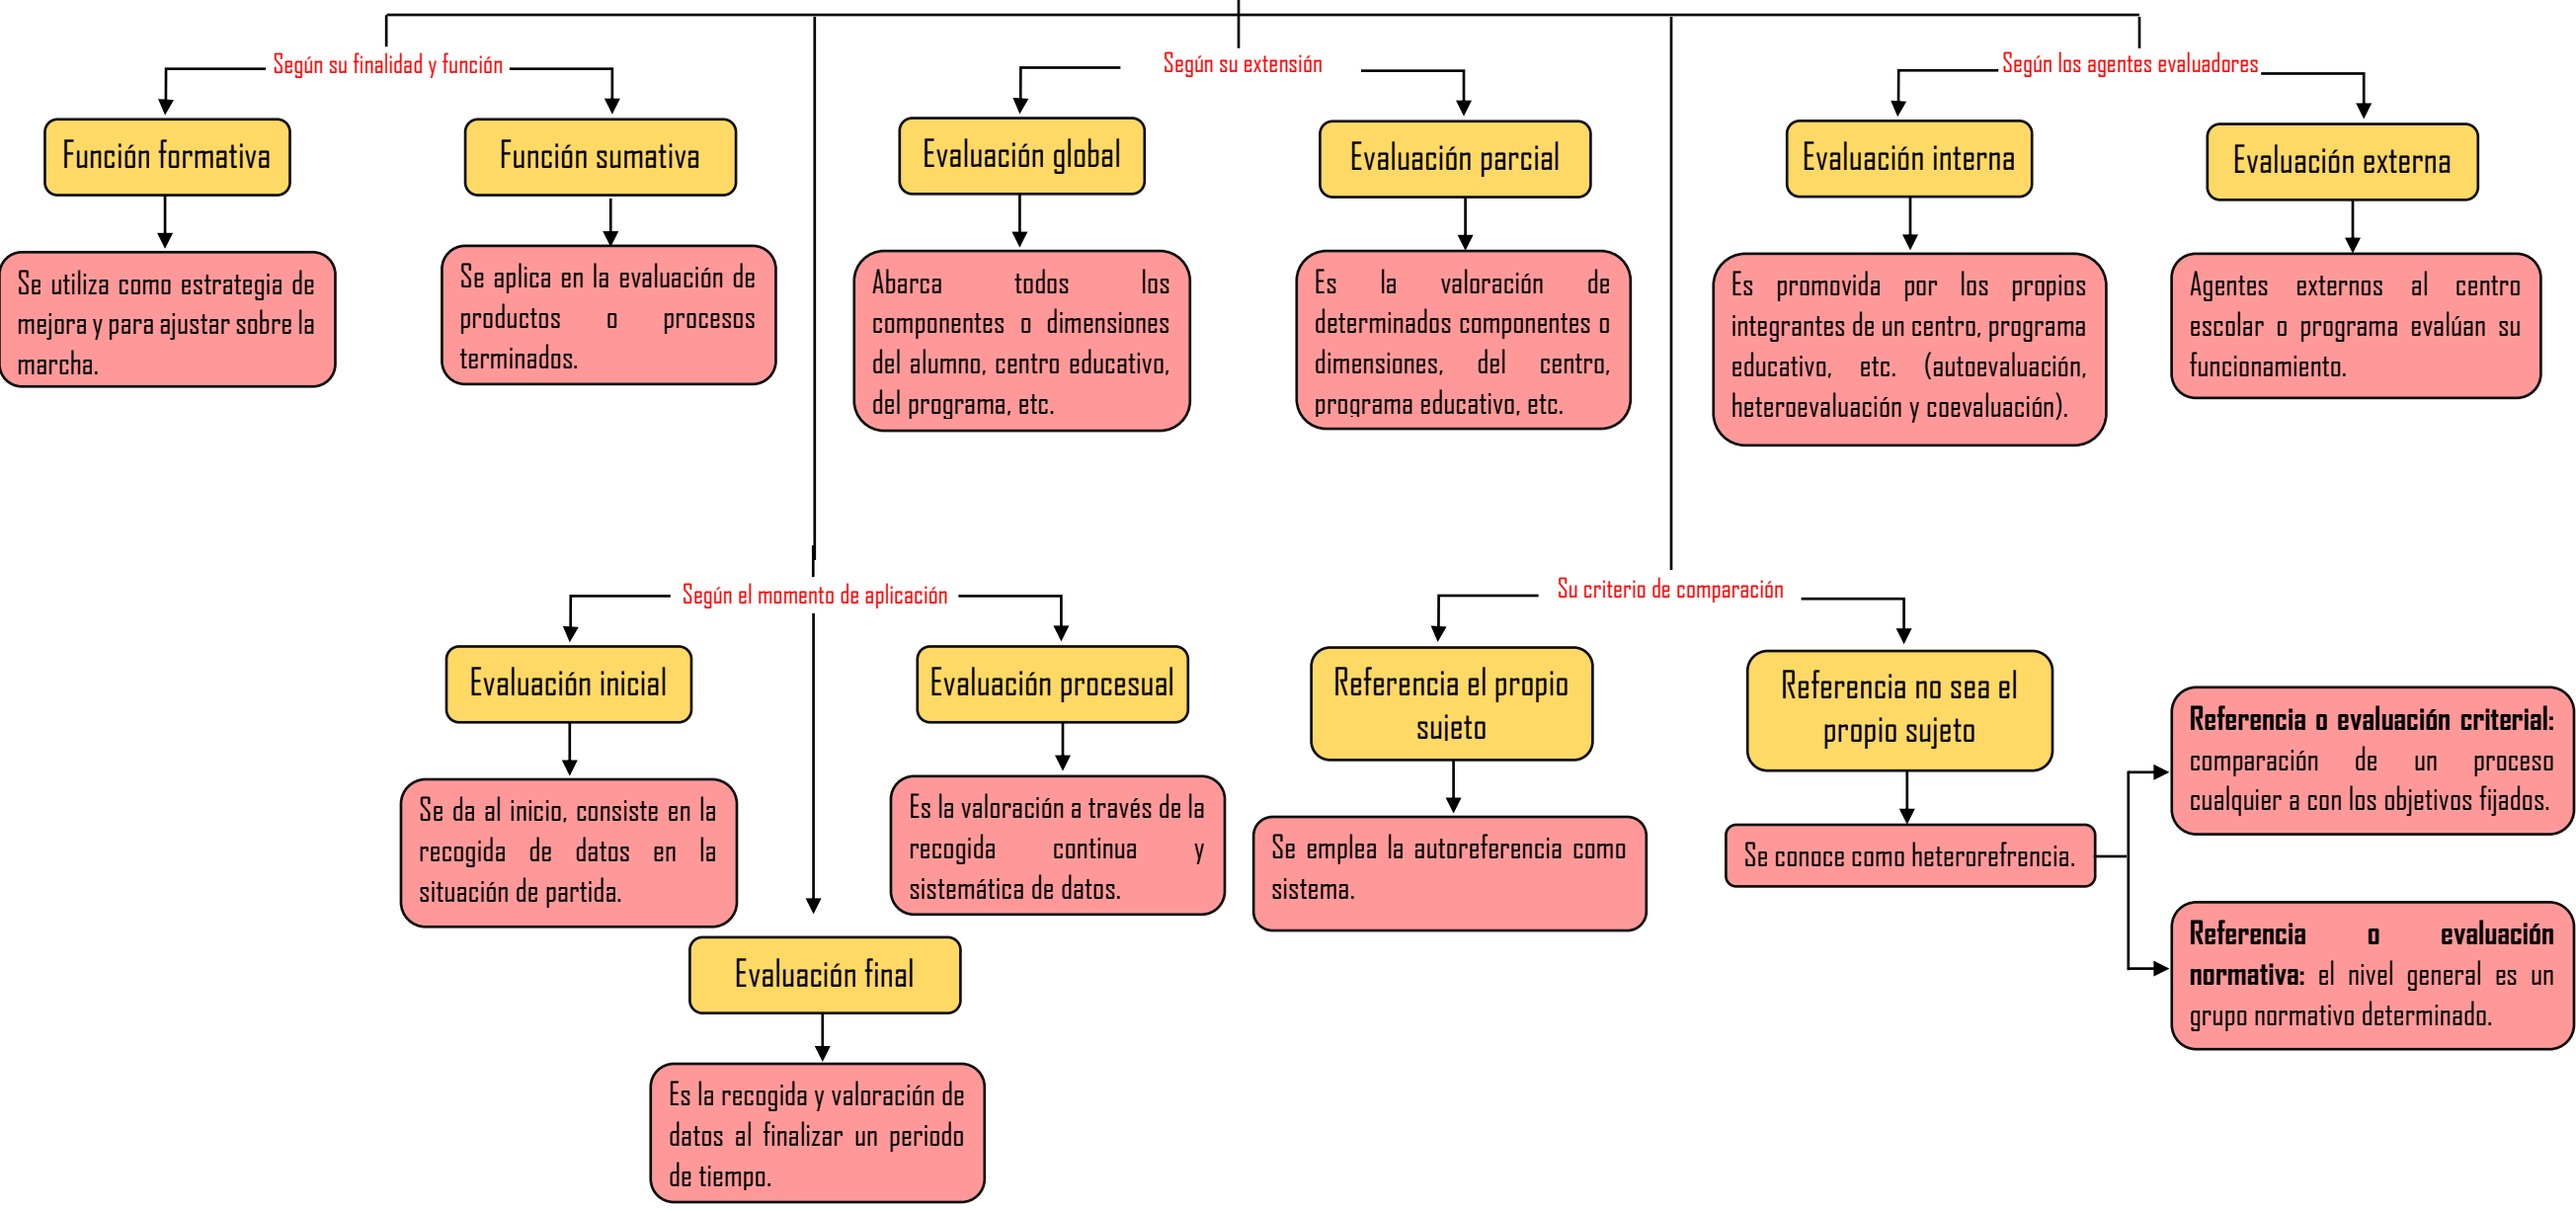 Según su finalidad y función
Función formativa
Se utiliza como estrategia de
mejora y para ajustar sobre la
marcha.
Función sumativa
Se aplica en la evaluación de
productos o procesos
terminados.
Según su extensión
Evaluación global
Abarca todos los
componentes o dimensiones
del alumno, centro educativo,
del programa, etc.
Evaluación parcial
Es la valoración de
determinados componentes o
dimensiones, del centro,
programa educativo, etc.
Según los agentes evaluadores
Evaluación interna
Es promovida por los propios
integrantes de un centro, programa
educativo, etc. (autoevaluación,
heteroevaluación y coevaluación).
Evaluación externa
Agentes externos al centro
escolar o programa evalúan su
funcionamiento.
Según el momento de aplicación
Evaluación inicial
Se da al inicio, consiste en la
recogida de datos en la
situación de partida.
Evaluación procesual
Es la valoración a través de la
recogida continua y
sistemática de datos.
Evaluación final
Es la recogida y valoración de
datos al finalizar un periodo
de tiempo.
Su criterio de comparación
Referencia el propio
sujeto
Se emplea la autoreferencia como
sistema.
Referencia no sea el
propio sujeto
Se conoce como heterorefrencia.
Referencia o evaluación criterial:
comparación de un proceso
cualquier a con los objetivos fijados.
Referencia o evaluación
normativa: el nivel general es un
grupo normativo determinado.